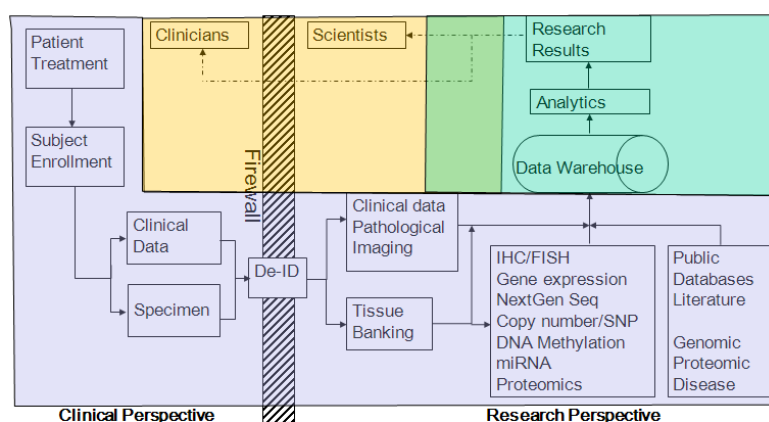 Patient
Treatment
Clinicians
Scientists
Research
Results
Analytics
Subject
Enrollment
Firewall
Data Warehouse
Clinical
Data
De-ID
Clinical data
Pathological
Imaging
Specimen
Tissue
Banking
IHC/FISH
Gene expression
NextGen Seq
Copy number/SNP
DNA Methylation
miRNA
Proteomics
Public
Databases
Literature
Genomic
Proteomic
Disease
Clinical Perspective
Research Perspective